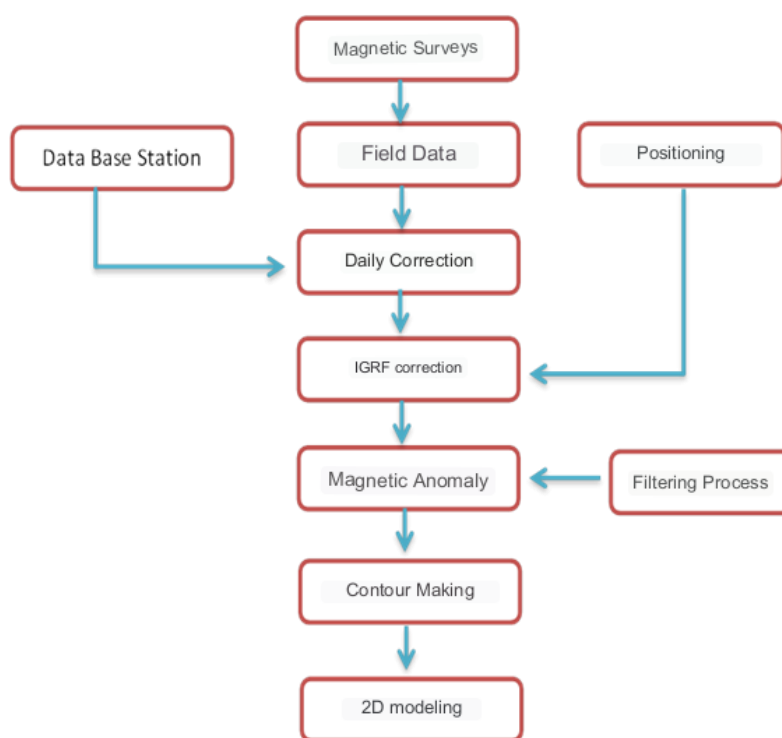 Magnetic Surveys
Data Base Station
Field Data
Positioning
Daily Correction
IGRF correction
Magnetic Anomaly
Filtering Process
Contour Making
2D modeling